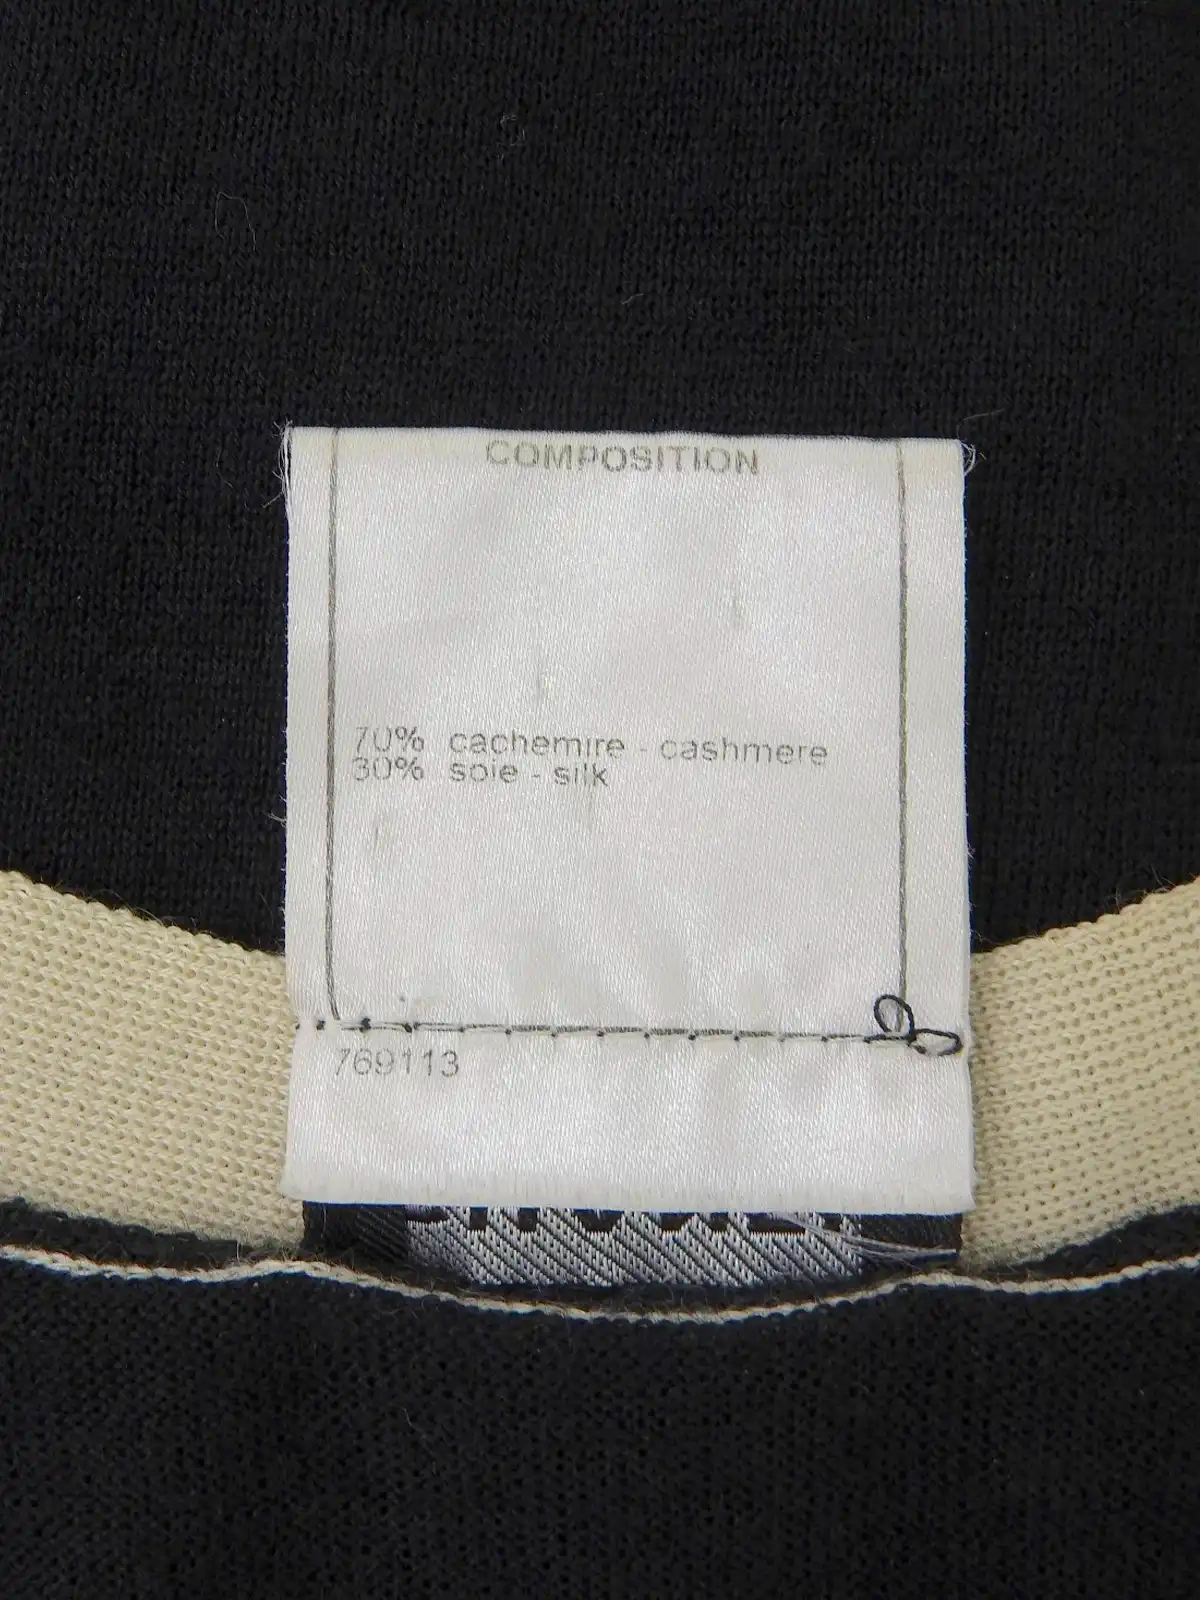 COMPOSITION
70% cachemire - cashmere
30% soie - silk
769113